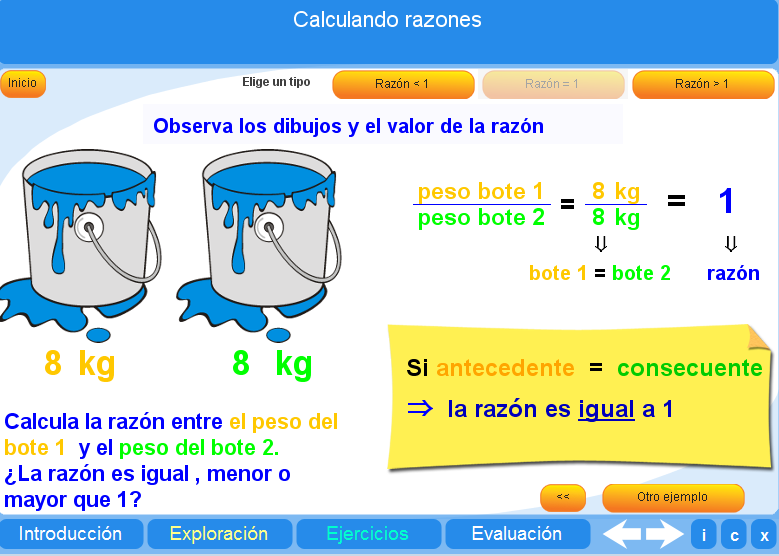 Calculando razones
Inicio
Elige un tipo
Razón < 1
Razón = 1
Razón > 1
Observa los dibujos y el valor de la razón
peso bote 1
peso bote 2
=
8 kg
8 kg
= 1
⇓ ⇓
bote 1 = bote 2 razón
8 kg
8 kg
Si antecedente = consecuente
⇒ la razón es igual a 1
Calcula la razón entre el peso del
bote 1 y el peso del bote 2.
¿La razón es igual , menor o
mayor que 1?
<<
Otro ejemplo
Introducción
Exploración
Ejercicios
Evaluación
i
c
x